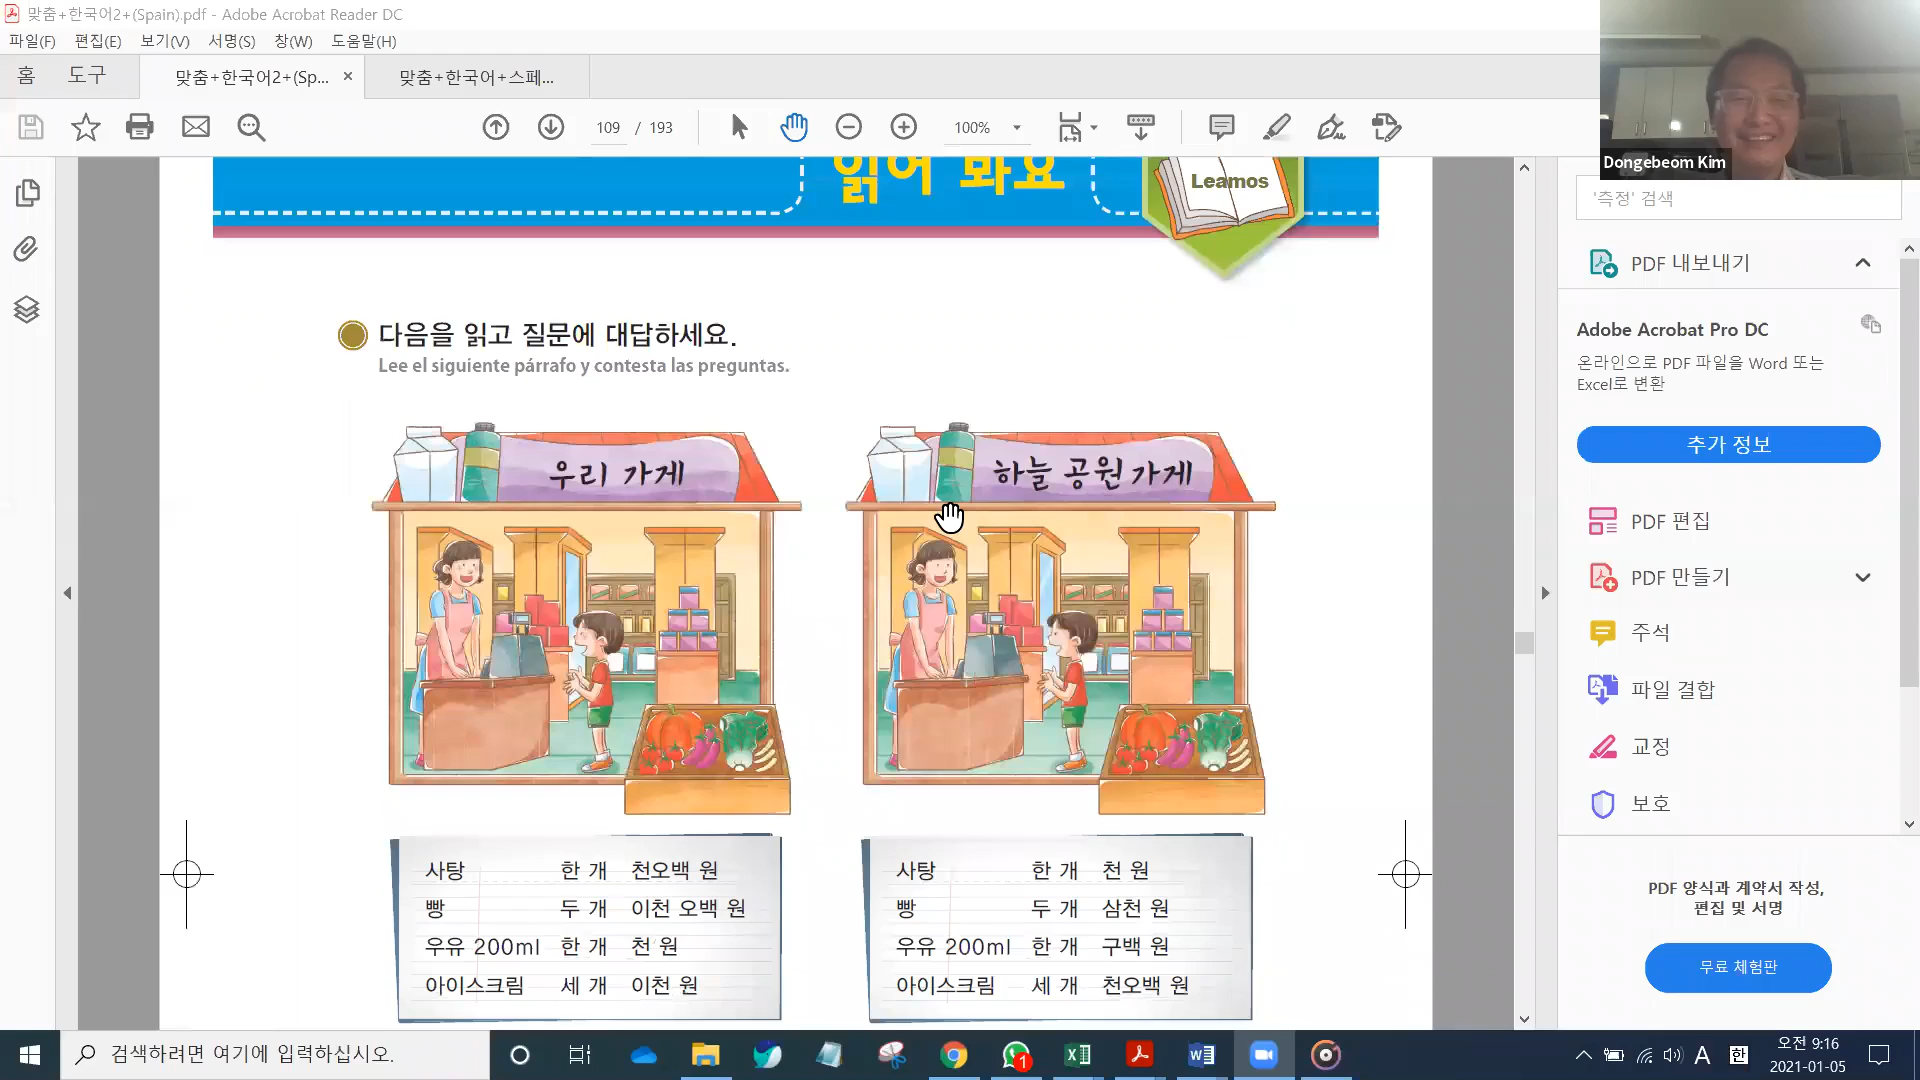 맞춤+한국어2+(Spain).pdf - Adobe Acrobat Reader DC
파일(F) 편집(E) 보기(V) 서명(S) 창(W) 도움말(H)
홈 도구 맞춤+한국어2+(Sp... 맞춤+한국어+스페...
109 / 193 100%
Dongebeom Kim
'측정' 검색
읽어 봐요
Leamos
PDF 내보내기
Adobe Acrobat Pro DC
온라인으로 PDF 파일을 Word 또는
Excel로 변환
추가 정보
PDF 편집
PDF 만들기
주석
파일 결합
교정
보호
PDF 양식과 계약서 작성,
편집 및 서명
무료 체험판
다음을 읽고 질문에 대답하세요.
Lee el siguiente párrafo y contesta las preguntas.
우리 가게
하늘 공원 가게
사탕 한 개 천오백 원
빵 두 개 이천 오백 원
우유 200ml 한 개 천 원
아이스크림 세 개 이천 원
사탕 한 개 천 원
빵 두 개 삼천 원
우유 200ml 한 개 구백 원
아이스크림 세 개 천오백 원
검색하려면 여기에 입력하십시오.
1
A 한
오전 9:16
2021-01-05